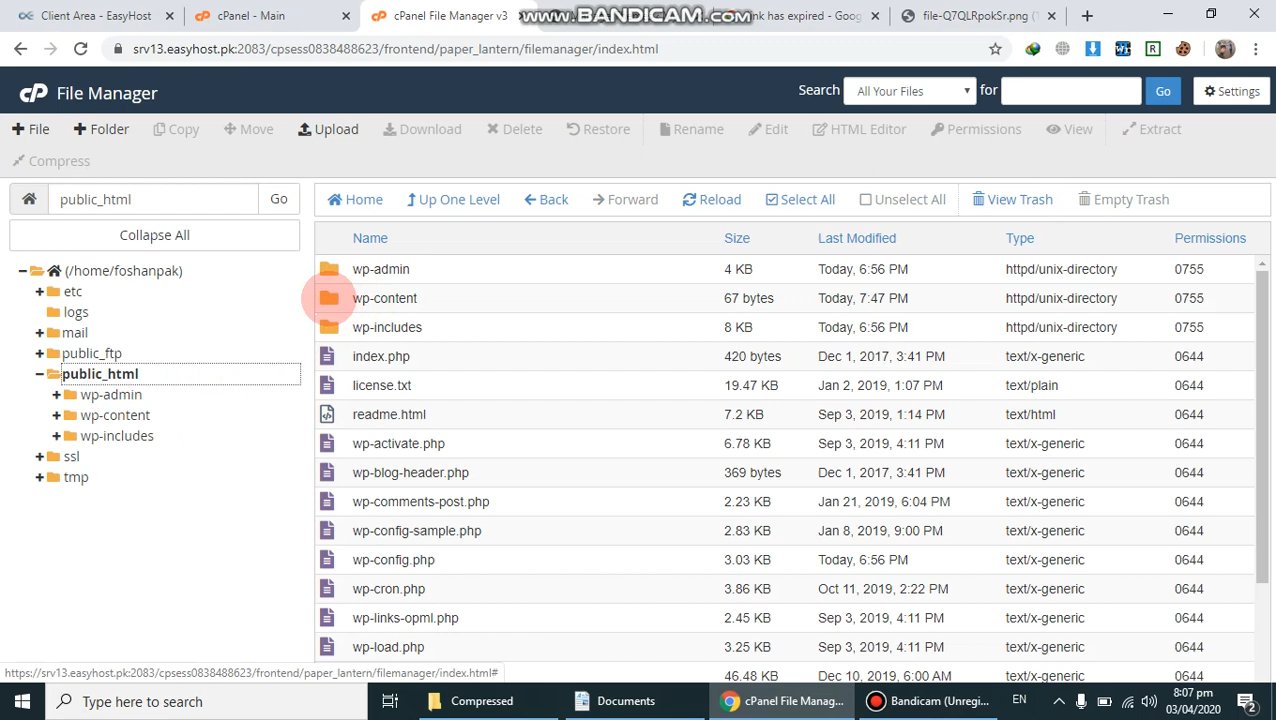 Client Area - EasyHost
cPanel - Main
cPanel File Manager v3
www.BANDICAM.com
nk has expired - Goog
file-Q7QLRpokSr.png (T
srv13.easyhost.pk:2083/cpsess0838488623/frontend/paper_lantern/filemanager/index.html
cP File Manager
Search All Your Files for Go Settings
File Folder Copy Move Upload Download Delete Restore Rename Edit HTML Editor Permissions View Extract
Compress
public_html Go
Home Up One Level Back Forward Reload Select All Unselect All View Trash Empty Trash
Collapse All
(/home/foshanpak)
etc
logs
mail
public_ftp
public_html
wp-admin
wp-content
wp-includes
ssl
tmp
Name Size Last Modified Type Permissions
wp-admin 4 KB Today, 6:56 PM httpd/unix-directory 0755
wp-content 67 bytes Today, 7:47 PM httpd/unix-directory 0755
wp-includes 8 KB Today, 6:56 PM httpd/unix-directory 0755
index.php 420 bytes Dec 1, 2017, 3:41 PM text/x-generic 0644
license.txt 19.47 KB Jan 2, 2019, 1:07 PM text/plain 0644
readme.html 7.2 KB Sep 3, 2019, 1:14 PM text/html 0644
wp-activate.php 6.78 KB Sep 3, 2019, 4:11 PM text/x-generic 0644
wp-blog-header.php 369 bytes Dec 1, 2017, 3:41 PM text/x-generic 0644
wp-comments-post.php 2.23 KB Jan 21, 2019, 6:04 PM text/x-generic 0644
wp-config-sample.php 2.83 KB Jan 8, 2019, 9:00 PM text/x-generic 0644
wp-config.php 3.03 KB Today, 6:56 PM text/x-generic 0644
wp-cron.php 3.86 KB Oct 11, 2019, 2:22 PM text/x-generic 0644
wp-links-opml.php 2.45 KB Sep 3, 2019, 4:11 PM text/x-generic 0644
wp-load.php 3.25 KB Sep 3, 2019, 4:11 PM text/x-generic 0644
46.48 KB Dec 10, 2019, 6:00 AM text/x-generic 0644
https://srv13.easyhost.pk:2083/cpsess0838488623/frontend/paper_lantern/filemanager/index.html#
Type here to search
Compressed
Documents
cPanel File Manag...
Bandicam (Unregi...
EN
8:07 pm
03/04/2020
2